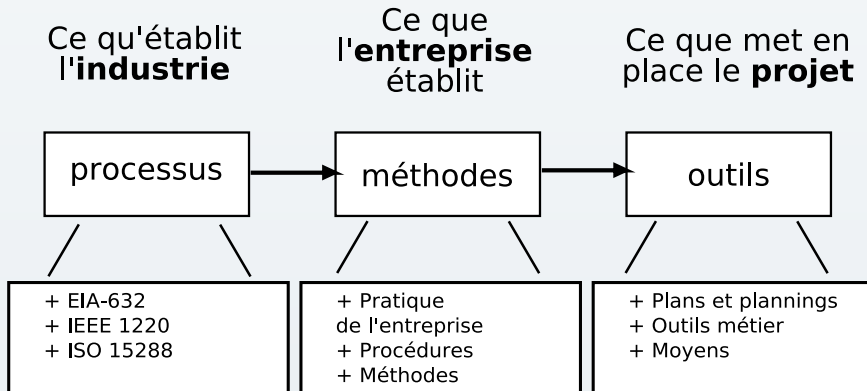 Ce qu'établit
l'industrie
Ce que
l'entreprise
établit
Ce que met en
place le projet
processus
méthodes
outils
+ EIA-632
+ IEEE 1220
+ ISO 15288
+ Pratique
de l'entreprise
+ Procédures
+ Méthodes
+ Plans et plannings
+ Outils métier
+ Moyens